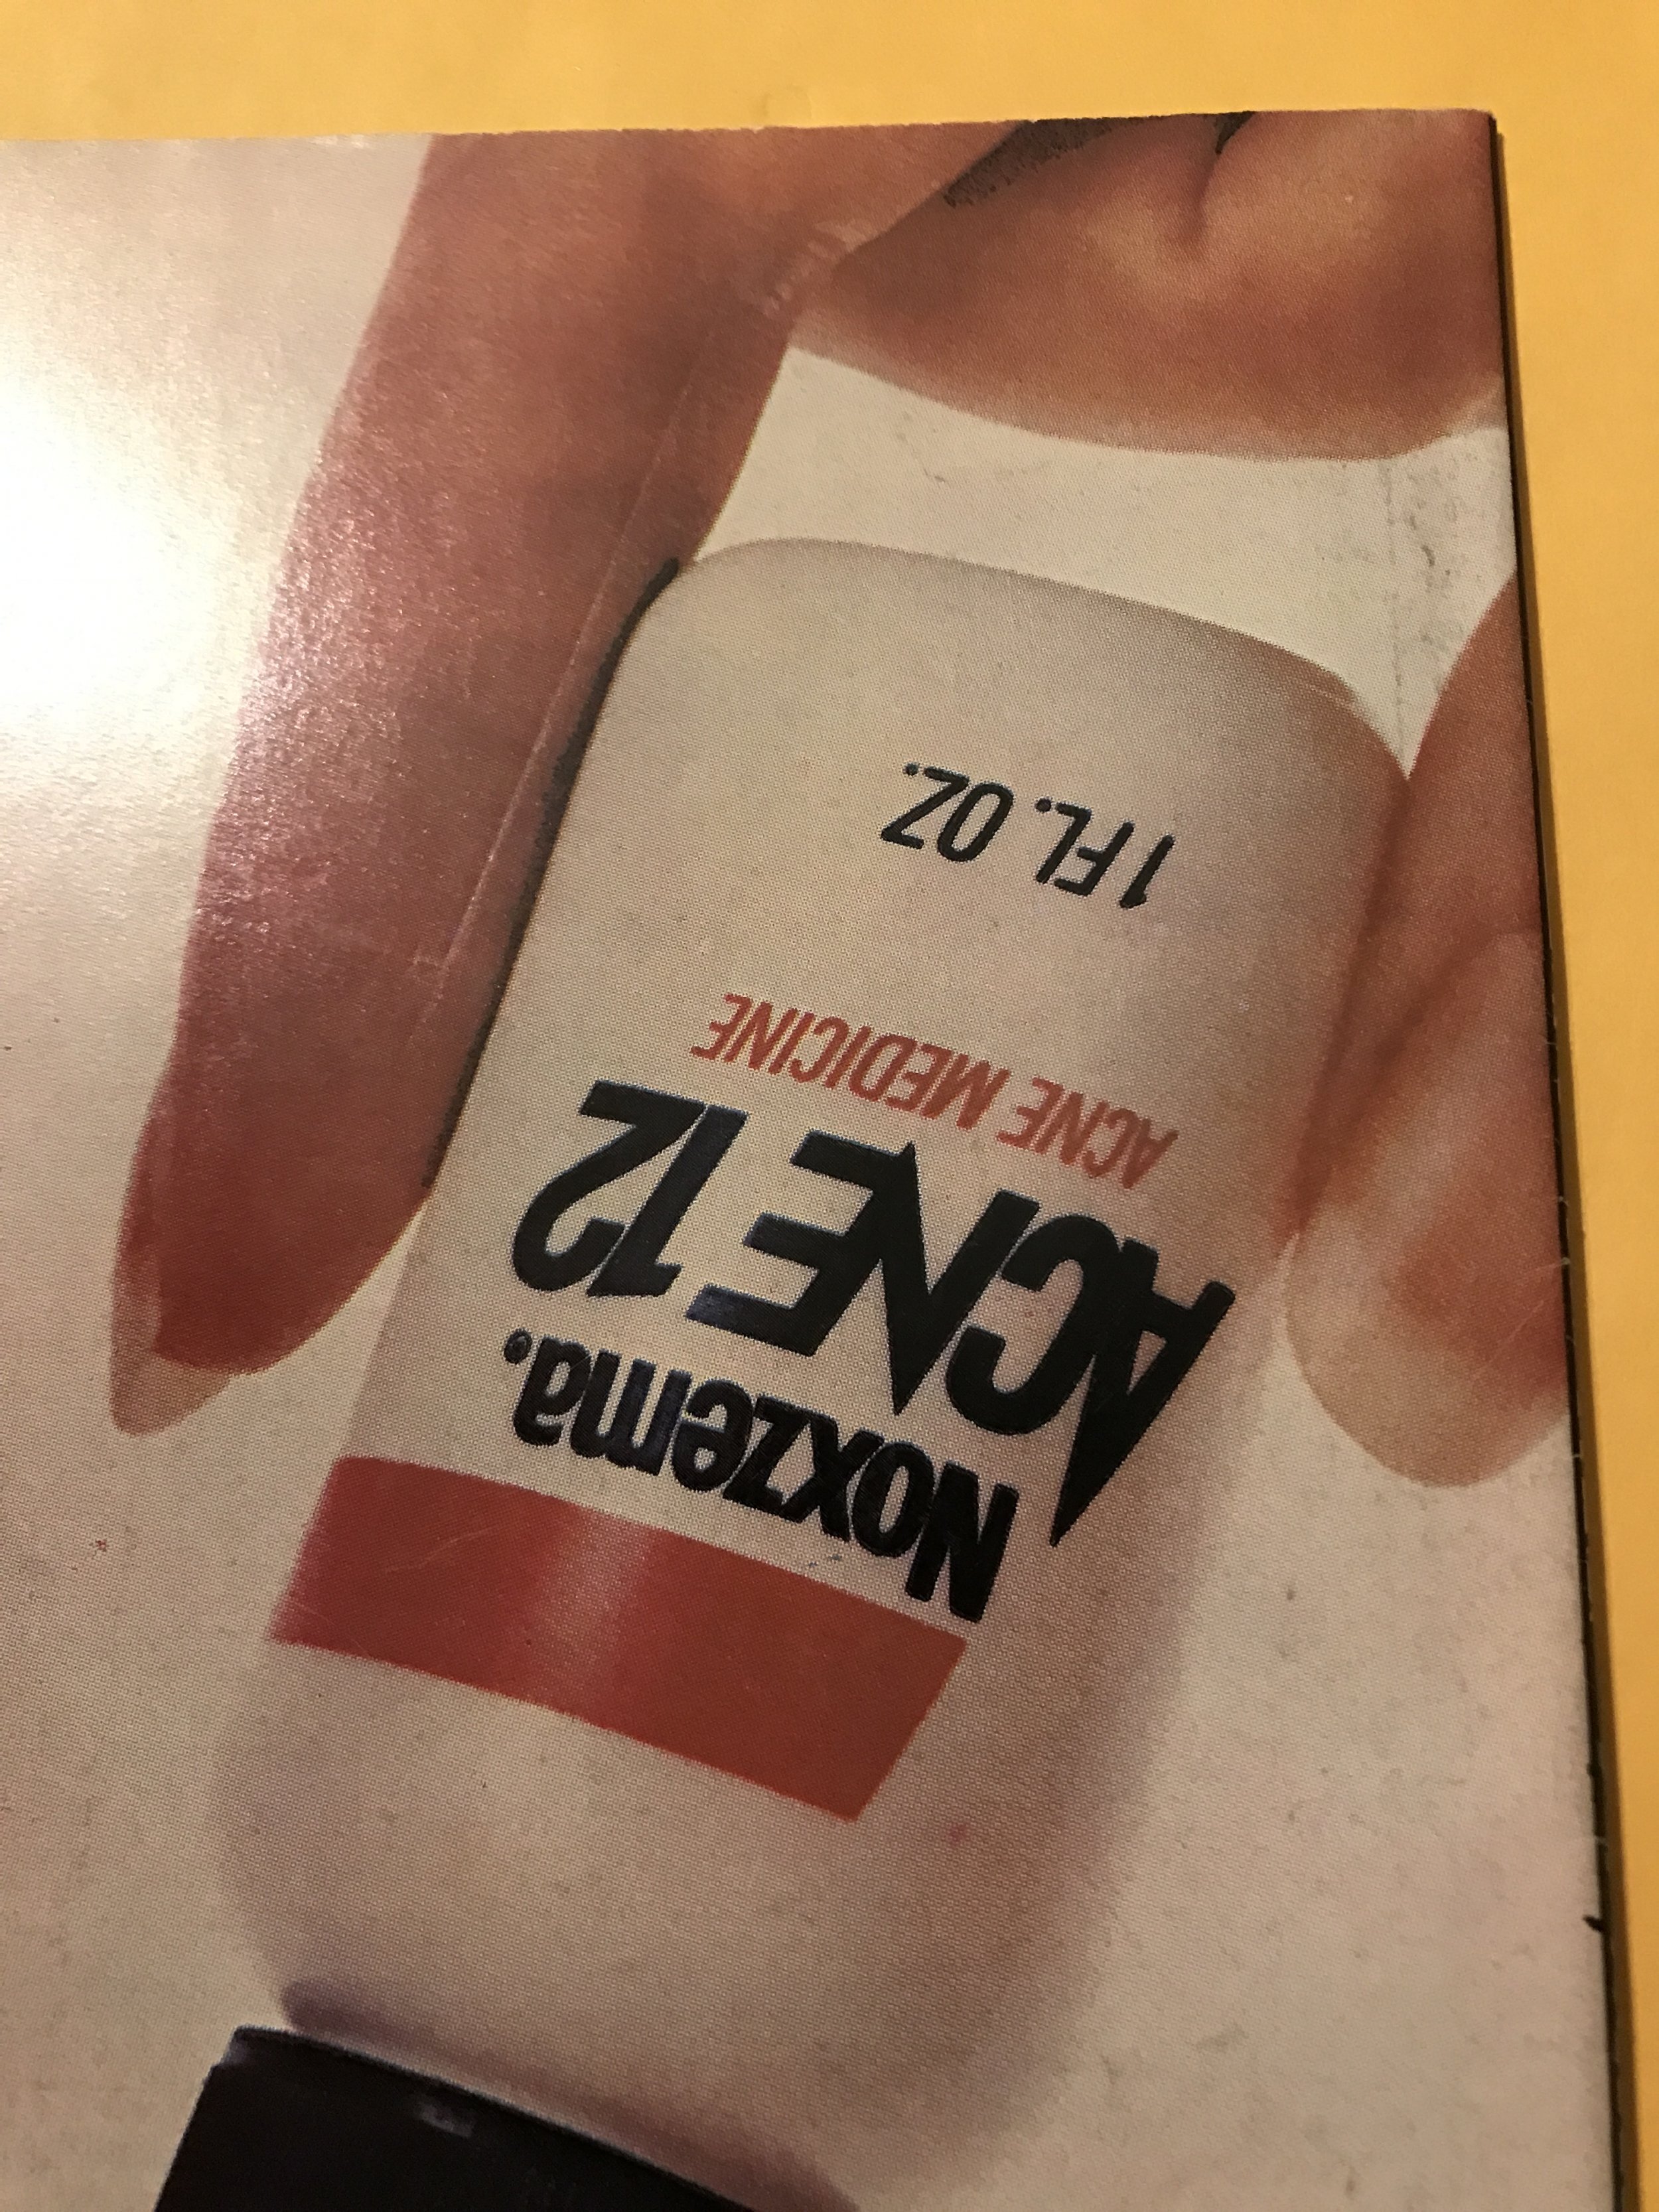 Noxzema®
ACNE 12
ACNE MEDICINE
1 FL. OZ.